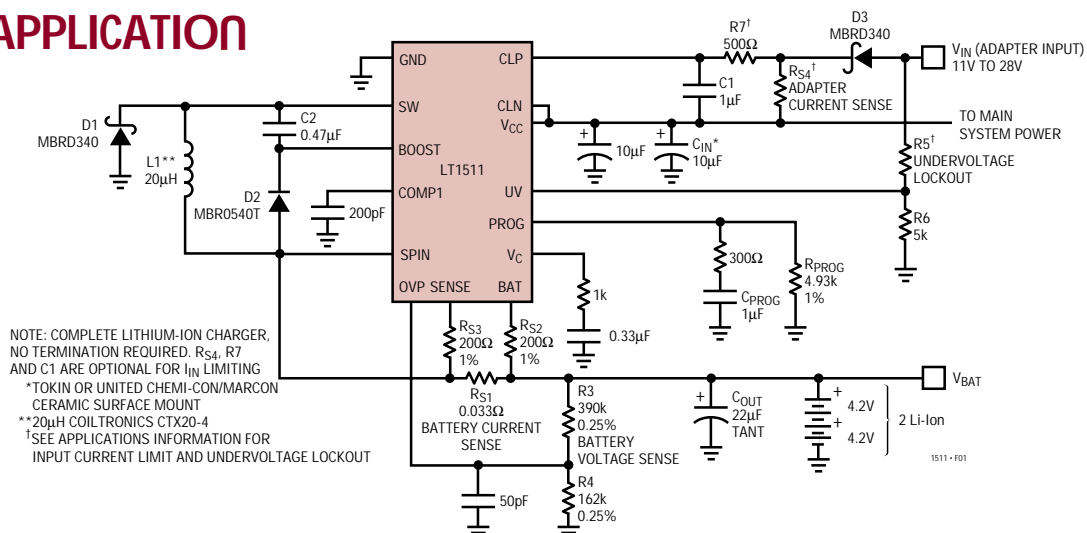 APPLICATION
GND
SW
BOOST
COMP1
SPIN
OVP SENSE
BAT
CLP
CLN
VCC
UV
PROG
VC
LT1511
D1
MBRD340
L1**
20µH
C2
0.47µF
D2
MBR0540T
200pF
R7†
500Ω
C1
1µF
RS4†
ADAPTER
CURRENT SENSE
D3
MBRD340
VIN (ADAPTER INPUT)
11V TO 28V
TO MAIN
SYSTEM POWER
+
10µF
+
CIN*
10µF
R5†
UNDERVOLTAGE
LOCKOUT
R6
5k
300Ω
CPROG
1µF
RPROG
4.93k
1%
1k
0.33µF
RS3
200Ω
1%
RS2
200Ω
1%
RS1
0.033Ω
BATTERY CURRENT
SENSE
R3
390k
0.25%
BATTERY
VOLTAGE SENSE
R4
162k
0.25%
50pF
+
COUT
22µF
TANT
+
4.2V
+
4.2V
2 Li-Ion
VBAT
1511 • F01
NOTE: COMPLETE LITHIUM-ION CHARGER,
NO TERMINATION REQUIRED. RS4, R7
AND C1 ARE OPTIONAL FOR IIN LIMITING
*TOKIN OR UNITED CHEMI-CON/MARCON
CERAMIC SURFACE MOUNT
**20µH COILTRONICS CTX20-4
†SEE APPLICATIONS INFORMATION FOR
INPUT CURRENT LIMIT AND UNDERVOLTAGE LOCKOUT